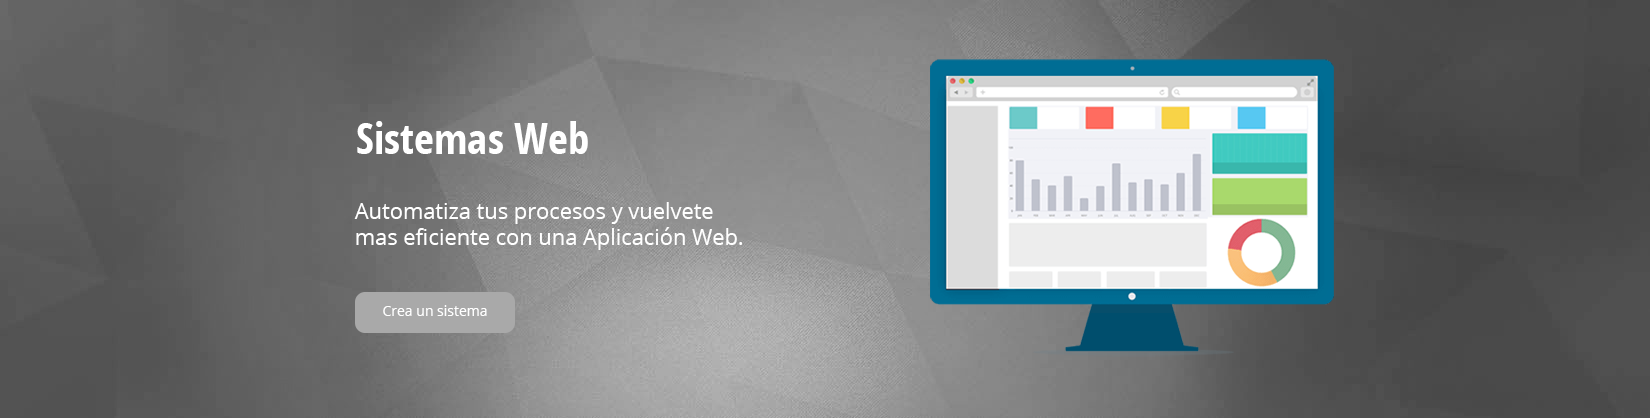 Sistemas Web
Automatiza tus procesos y vuelvete
mas eficiente con una Aplicación Web.
Crea un sistema